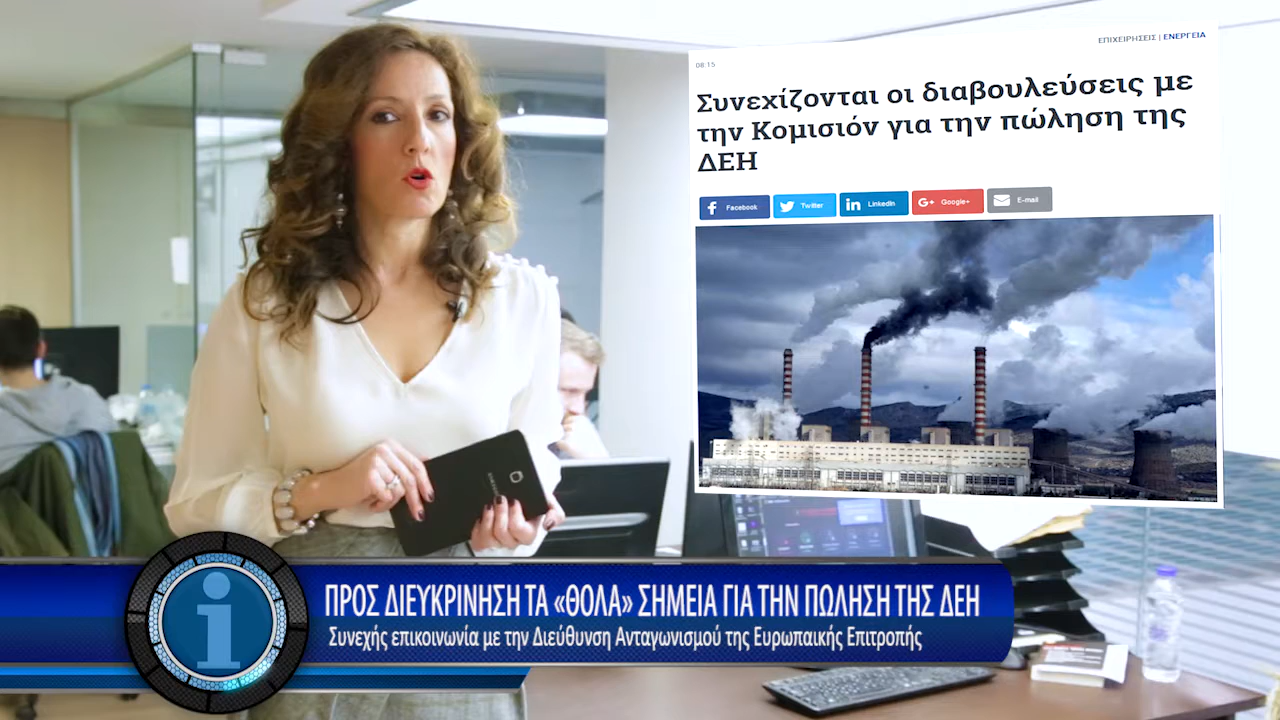 ΕΠΙΧΕΙΡΗΣΕΙΣ | ΕΝΕΡΓΕΙΑ
08:15
Συνεχίζονται οι διαβουλεύσεις με
την Κομισιόν για την πώληση της
ΔΕΗ
Facebook Twitter LinkedIn Google+ E-mail
SAMSUNG
ΠΡΟΣ ΔΙΕΥΚΡΙΝΗΣΗ ΤΑ «ΘΟΛΑ» ΣΗΜΕΙΑ ΓΙΑ ΤΗΝ ΠΩΛΗΣΗ ΤΗΣ ΔΕΗ
Συνεχής επικοινωνία με την Διεύθυνση Ανταγωνισμού της Ευρωπαικής Επιτροπής